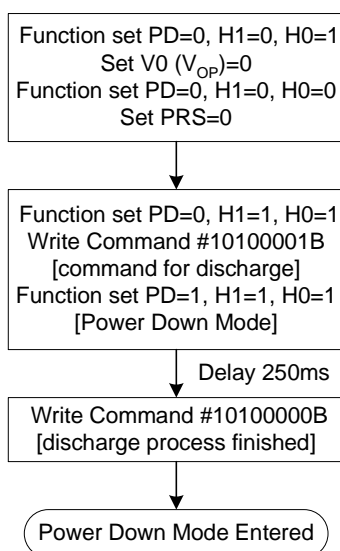 Function set PD=0, H1=0, H0=1
Set V0 (VOP)=0
Function set PD=0, H1=0, H0=0
Set PRS=0
Function set PD=0, H1=1, H0=1
Write Command #10100001B
[command for discharge]
Function set PD=1, H1=1, H0=1
[Power Down Mode]
Delay 250ms
Write Command #10100000B
[discharge process finished]
Power Down Mode Entered